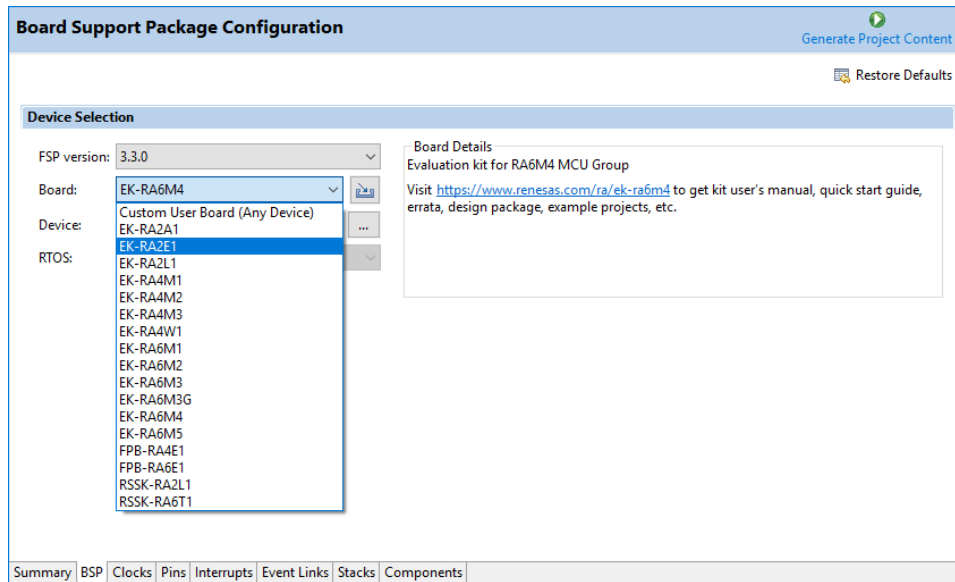 Board Support Package Configuration
Generate Project Content
Restore Defaults
Device Selection
FSP version: 3.3.0
Board: EK-RA6M4
Custom User Board (Any Device)
EK-RA2A1
Device: ...
EK-RA2E1
RTOS:
EK-RA2L1
EK-RA4M1
EK-RA4M2
EK-RA4M3
EK-RA4W1
EK-RA6M1
EK-RA6M2
EK-RA6M3
EK-RA6M3G
EK-RA6M4
EK-RA6M5
FPB-RA4E1
FPB-RA6E1
RSSK-RA2L1
RSSK-RA6T1
Board Details
Evaluation kit for RA6M4 MCU Group
Visit https://www.renesas.com/ra/ek-ra6m4 to get kit user's manual, quick start guide,
errata, design package, example projects, etc.
Summary BSP Clocks Pins Interrupts Event Links Stacks Components